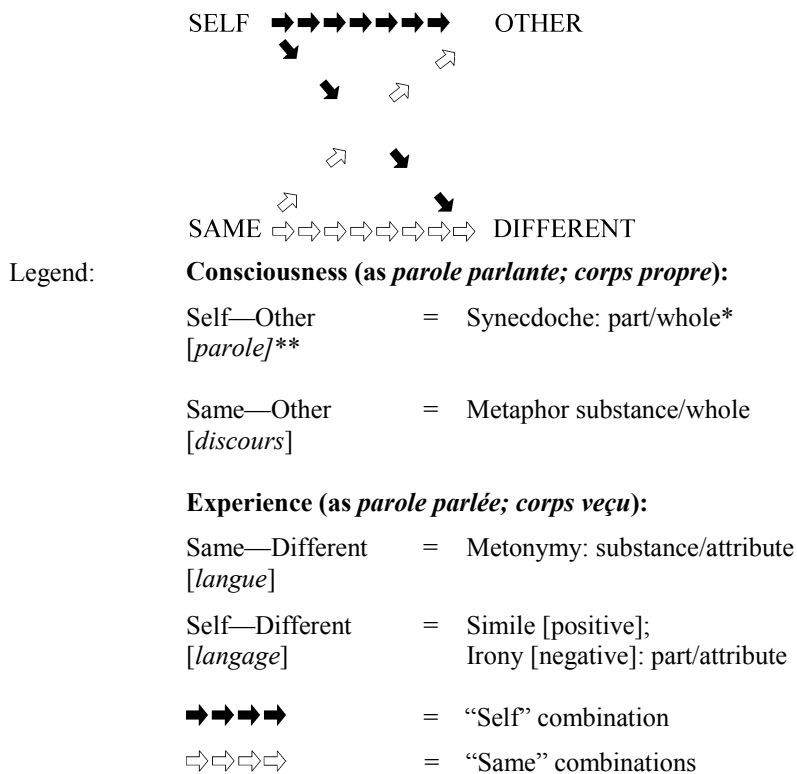 SELF OTHER
SAME DIFFERENT
Legend: Consciousness (as parole parlante; corps propre):
Self—Other = Synecdoche: part/whole*
[parole]**
Same—Other = Metaphor substance/whole
[discours]
Experience (as parole parlée; corps veçu):
Same—Different = Metonymy: substance/attribute
[langue]
Self—Different = Simile [positive];
[langage] Irony [negative]: part/attribute
= “Self” combination
= “Same” combinations